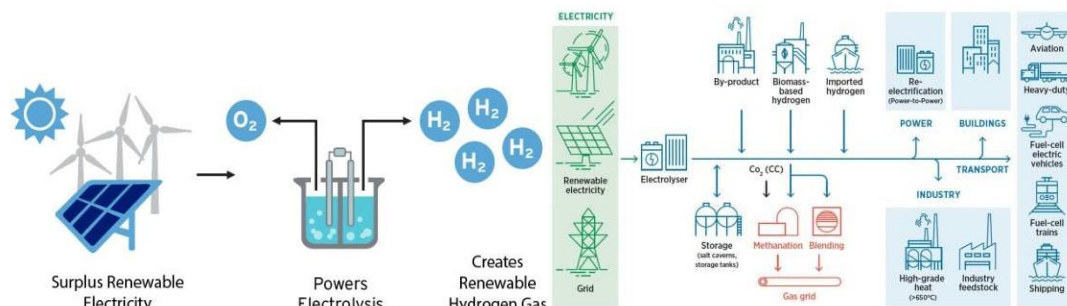 O2
H2
H2
H2
H2
Surplus Renewable
Electricity
Powers
Electrolysis
Creates
Renewable
Hydrogen Gas
ELECTRICITY
Renewable
electricity
Grid
Electrolyser
By-product
Biomass-
based
hydrogen
Imported
hydrogen
Storage
(salt caverns,
storage tanks)
Co2 (CC)
Methanation
Blending
Gas grid
Re-
electrification
(Power-to-Power)
POWER
BUILDINGS
TRANSPORT
INDUSTRY
High-grade
heat
(>650°C)
Industry
feedstock
Aviation
Heavy-duty
Fuel-cell
electric
vehicles
Fuel-cell
trains
Shipping